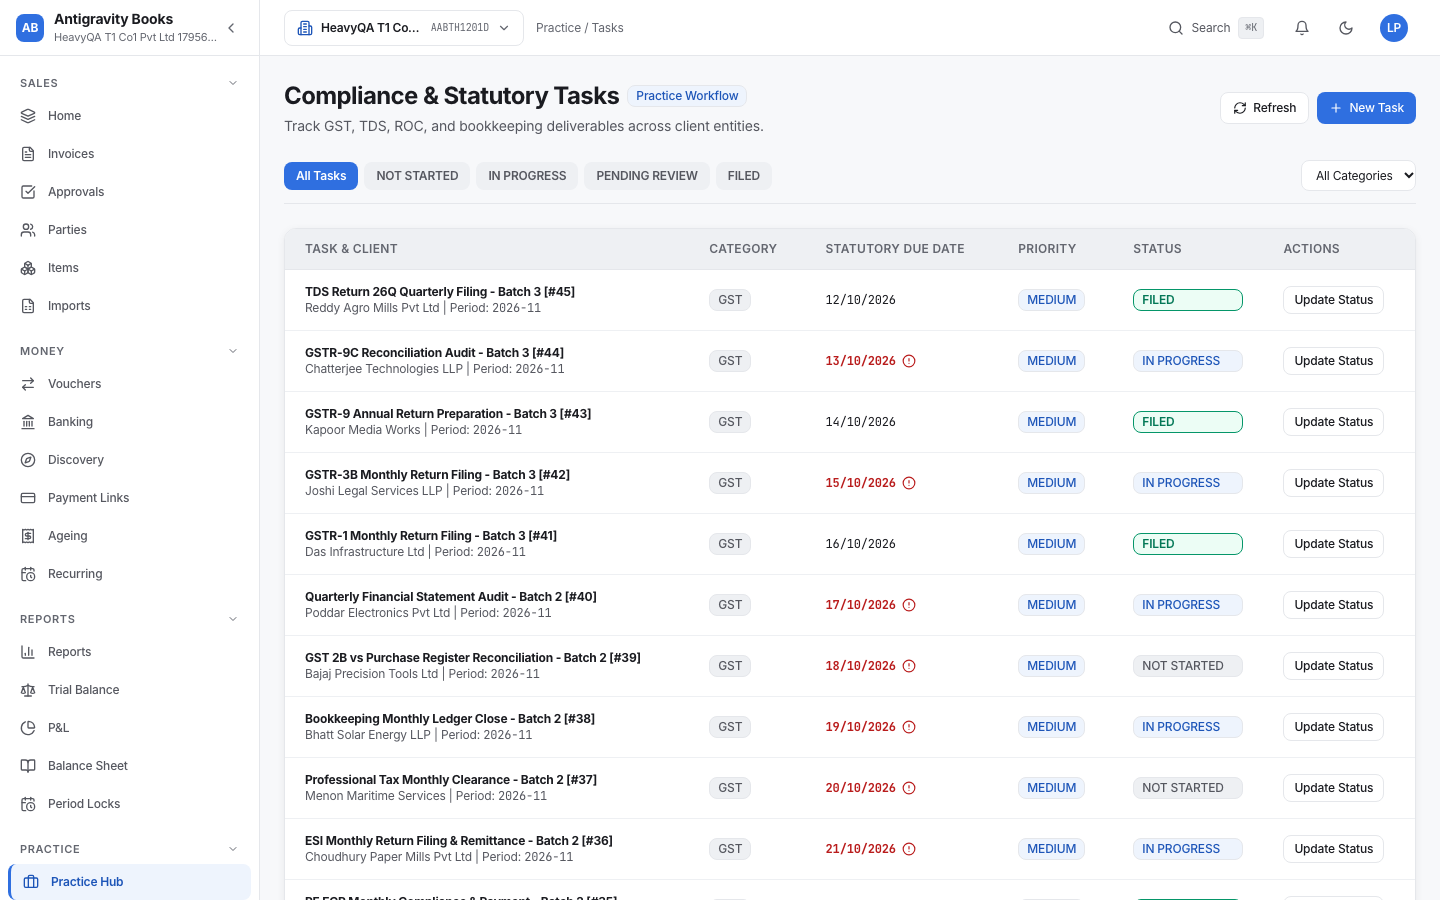 AB
Antigravity Books
HeavyQA T1 Co1 Pvt Ltd 17956...
HeavyQA T1 Co...
AABTH1201D
Practice / Tasks
Search
⌘K
LP
SALES
Home
Invoices
Approvals
Parties
Items
Imports
MONEY
Vouchers
Banking
Discovery
Payment Links
Ageing
Recurring
REPORTS
Reports
Trial Balance
P&L
Balance Sheet
Period Locks
PRACTICE
Practice Hub
Compliance & Statutory Tasks
Practice Workflow
Track GST, TDS, ROC, and bookkeeping deliverables across client entities.
Refresh
New Task
All Tasks
NOT STARTED
IN PROGRESS
PENDING REVIEW
FILED
All Categories
TASK & CLIENT CATEGORY STATUTORY DUE DATE PRIORITY STATUS ACTIONS
TDS Return 26Q Quarterly Filing - Batch 3 [#45]
Reddy Agro Mills Pvt Ltd | Period: 2026-11
GST 12/10/2026 MEDIUM FILED Update Status
GSTR-9C Reconciliation Audit - Batch 3 [#44]
Chatterjee Technologies LLP | Period: 2026-11
GST 13/10/2026 MEDIUM IN PROGRESS Update Status
GSTR-9 Annual Return Preparation - Batch 3 [#43]
Kapoor Media Works | Period: 2026-11
GST 14/10/2026 MEDIUM FILED Update Status
GSTR-3B Monthly Return Filing - Batch 3 [#42]
Joshi Legal Services LLP | Period: 2026-11
GST 15/10/2026 MEDIUM IN PROGRESS Update Status
GSTR-1 Monthly Return Filing - Batch 3 [#41]
Das Infrastructure Ltd | Period: 2026-11
GST 16/10/2026 MEDIUM FILED Update Status
Quarterly Financial Statement Audit - Batch 2 [#40]
Poddar Electronics Pvt Ltd | Period: 2026-11
GST 17/10/2026 MEDIUM IN PROGRESS Update Status
GST 2B vs Purchase Register Reconciliation - Batch 2 [#39]
Bajaj Precision Tools Ltd | Period: 2026-11
GST 18/10/2026 MEDIUM NOT STARTED Update Status
Bookkeeping Monthly Ledger Close - Batch 2 [#38]
Bhatt Solar Energy LLP | Period: 2026-11
GST 19/10/2026 MEDIUM IN PROGRESS Update Status
Professional Tax Monthly Clearance - Batch 2 [#37]
Menon Maritime Services | Period: 2026-11
GST 20/10/2026 MEDIUM NOT STARTED Update Status
ESI Monthly Return Filing & Remittance - Batch 2 [#36]
Choudhury Paper Mills Pvt Ltd | Period: 2026-11
GST 21/10/2026 MEDIUM IN PROGRESS Update Status